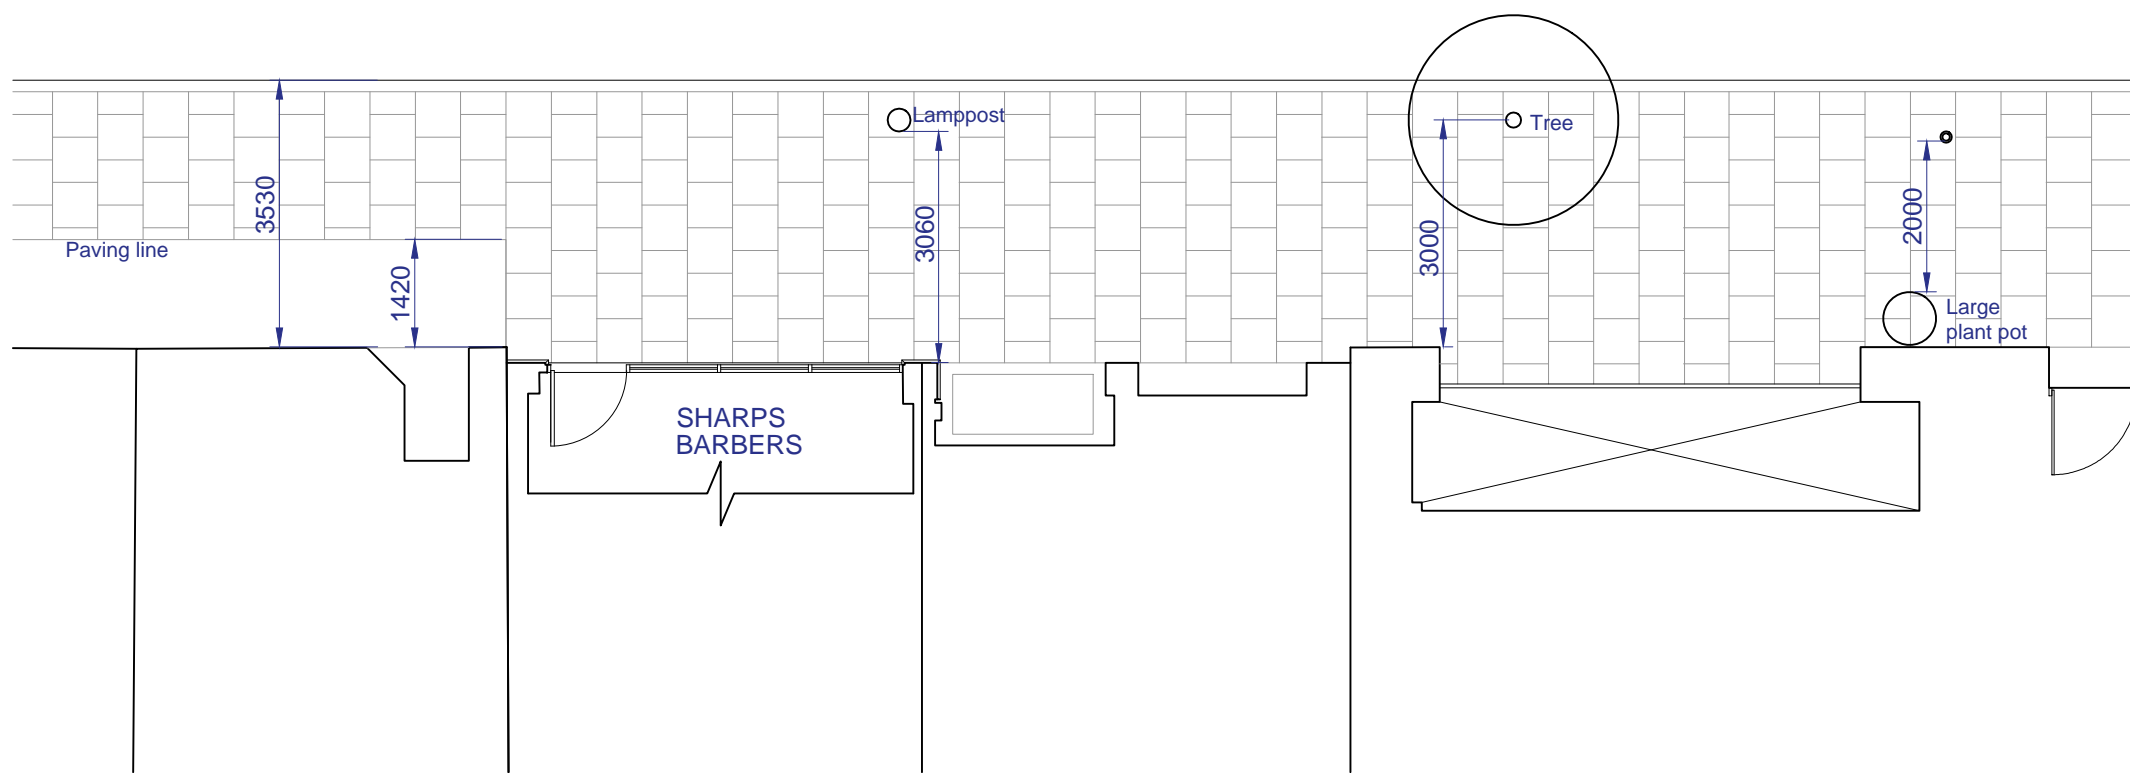 Lamppost
Tree
3530
3060
3000
2000
Paving line
1420
Large
plant pot
SHARPS
BARBERS